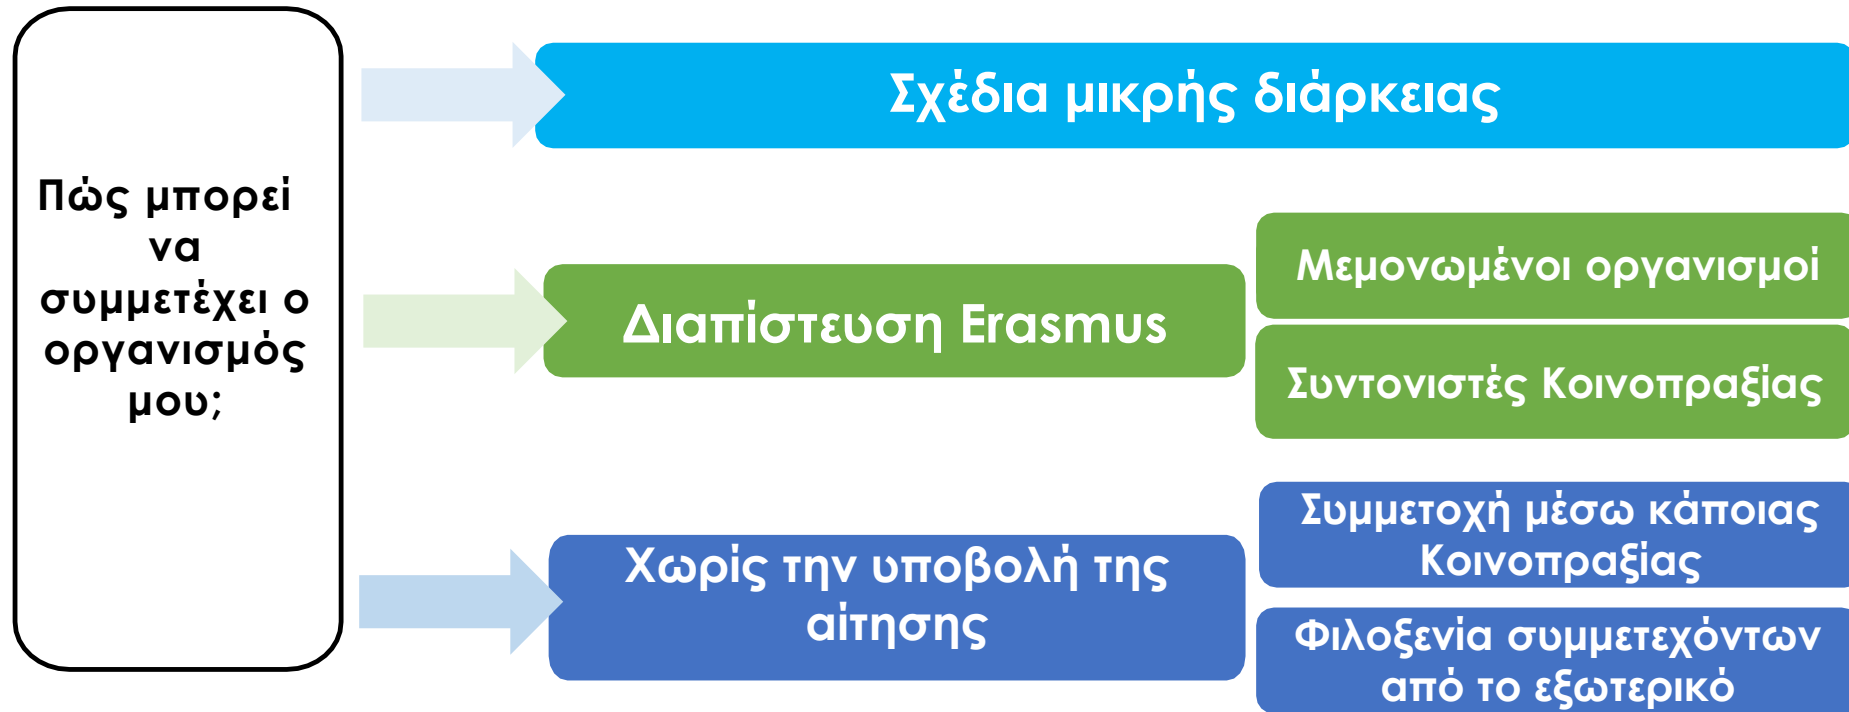 Πώς μπορεί
να
συμμετέχει ο
οργανισμός
μου;
Σχέδια μικρής διάρκειας
Διαπίστευση Erasmus
Μεμονωμένοι οργανισμοί
Συντονιστές Κοινοπραξίας
Χωρίς την υποβολή της
αίτησης
Συμμετοχή μέσω κάποιας
Κοινοπραξίας
Φιλοξενία συμμετεχόντων
από το εξωτερικό